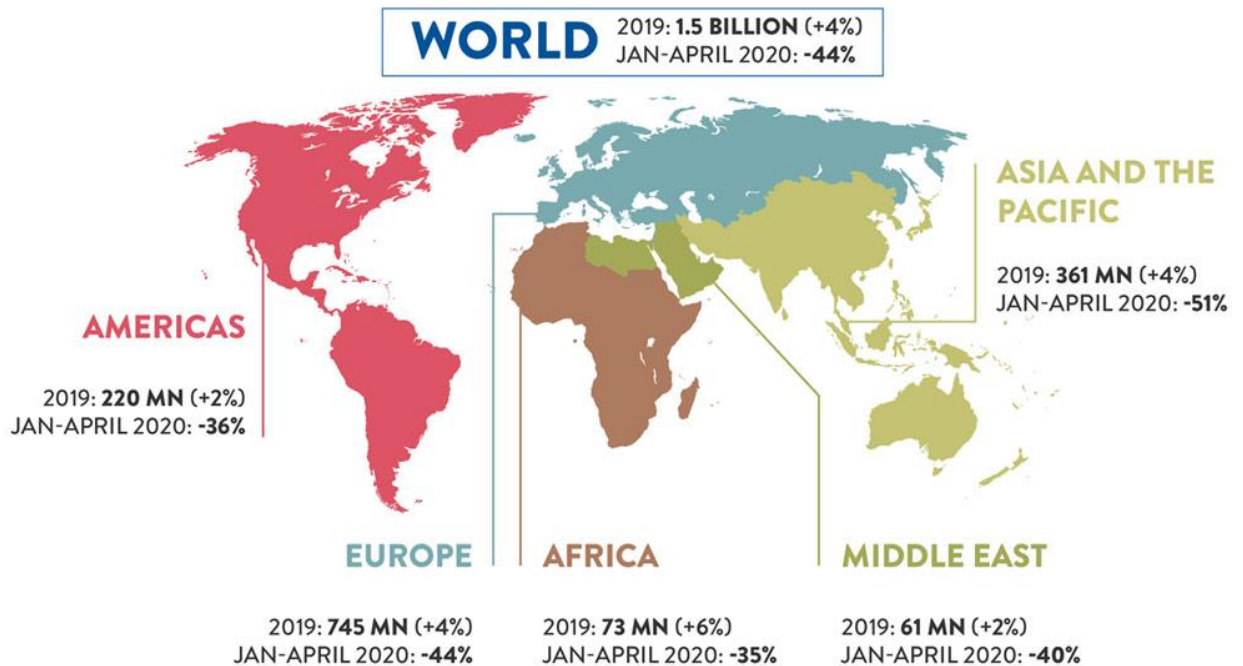 WORLD
2019: 1.5 BILLION (+4%)
JAN-APRIL 2020: -44%
ASIA AND THE
PACIFIC
2019: 361 MN (+4%)
JAN-APRIL 2020: -51%
AMERICAS
2019: 220 MN (+2%)
JAN-APRIL 2020: -36%
EUROPE
2019: 745 MN (+4%)
JAN-APRIL 2020: -44%
AFRICA
2019: 73 MN (+6%)
JAN-APRIL 2020: -35%
MIDDLE EAST
2019: 61 MN (+2%)
JAN-APRIL 2020: -40%